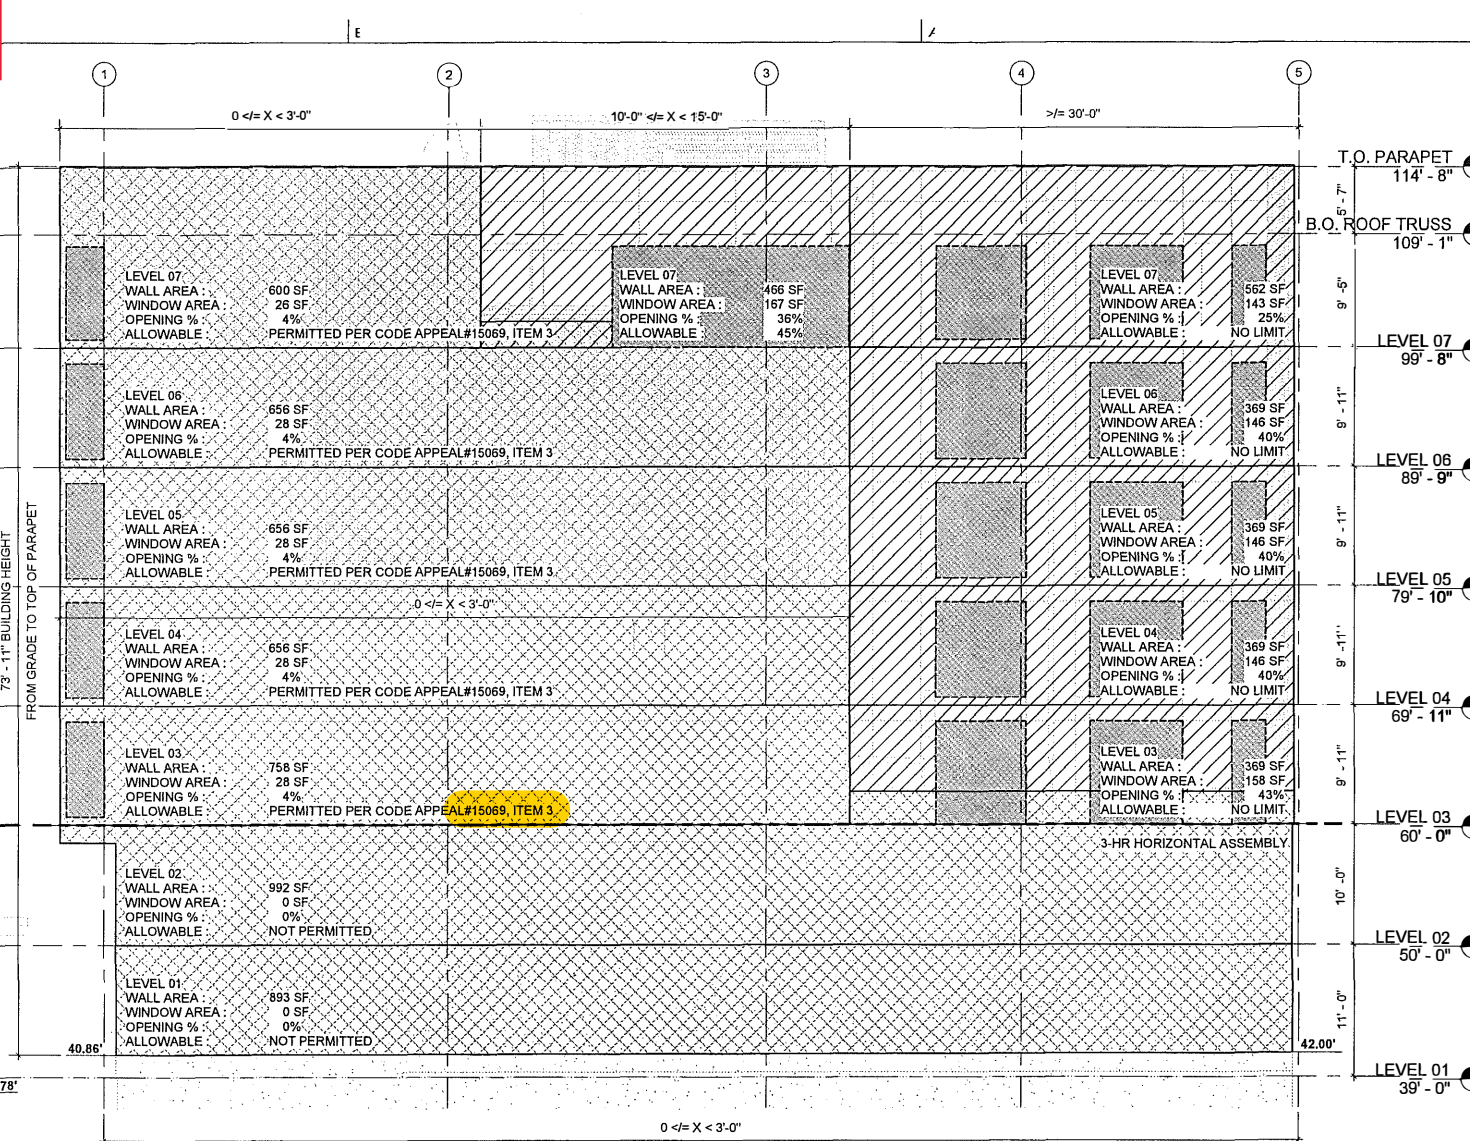 1
2
3
4
5
0 </= X < 3'-0"
10'-0" </= X < 15'-0"
>/= 30'-0"
T.O. PARAPET
114' - 8"
5' - 7"
B.O. ROOF TRUSS
109' - 1"
9' -5"
LEVEL 07
WALL AREA : 600 SF
WINDOW AREA : 26 SF
OPENING % : 4%
ALLOWABLE : PERMITTED PER CODE APPEAL#15069, ITEM 3
LEVEL 07
WALL AREA : 466 SF
WINDOW AREA : 167 SF
OPENING % : 36%
ALLOWABLE : 45%
LEVEL 07
WALL AREA : 562 SF
WINDOW AREA : 143 SF
OPENING % : 25%
ALLOWABLE : NO LIMIT
LEVEL 07
99' - 8"
9' - 11"
LEVEL 06
WALL AREA : 656 SF
WINDOW AREA : 28 SF
OPENING % : 4%
ALLOWABLE : PERMITTED PER CODE APPEAL#15069, ITEM 3
LEVEL 06
WALL AREA : 369 SF
WINDOW AREA : 146 SF
OPENING % : 40%
ALLOWABLE : NO LIMIT
LEVEL 06
89' - 9"
9' - 11"
LEVEL 05
WALL AREA : 656 SF
WINDOW AREA : 28 SF
OPENING % : 4%
ALLOWABLE : PERMITTED PER CODE APPEAL#15069, ITEM 3
LEVEL 05
WALL AREA : 369 SF
WINDOW AREA : 146 SF
OPENING % : 40%
ALLOWABLE : NO LIMIT
LEVEL 05
79' - 10"
0 </= X < 3'-0"
73' - 11" BUILDING HEIGHT
FROM GRADE TO TOP OF PARAPET
9' -11"
LEVEL 04
WALL AREA : 656 SF
WINDOW AREA : 28 SF
OPENING % : 4%
ALLOWABLE : PERMITTED PER CODE APPEAL#15069, ITEM 3
LEVEL 04
WALL AREA : 369 SF
WINDOW AREA : 146 SF
OPENING % : 40%
ALLOWABLE : NO LIMIT
LEVEL 04
69' - 11"
9' - 11"
LEVEL 03
WALL AREA : 758 SF
WINDOW AREA : 28 SF
OPENING % : 4%
ALLOWABLE : PERMITTED PER CODE APPEAL#15069, ITEM 3
LEVEL 03
WALL AREA : 369 SF
WINDOW AREA : 158 SF
OPENING % : 43%
ALLOWABLE : NO LIMIT
LEVEL 03
60' - 0"
3-HR HORIZONTAL ASSEMBLY
10' -0"
LEVEL 02
WALL AREA : 992 SF
WINDOW AREA : 0 SF
OPENING % : 0%
ALLOWABLE : NOT PERMITTED
LEVEL 02
50' - 0"
11' - 0"
LEVEL 01
WALL AREA : 893 SF
WINDOW AREA : 0 SF
OPENING % : 0%
ALLOWABLE : NOT PERMITTED
40.86'
42.00'
LEVEL 01
39' - 0"
78'
0 </= X < 3'-0"